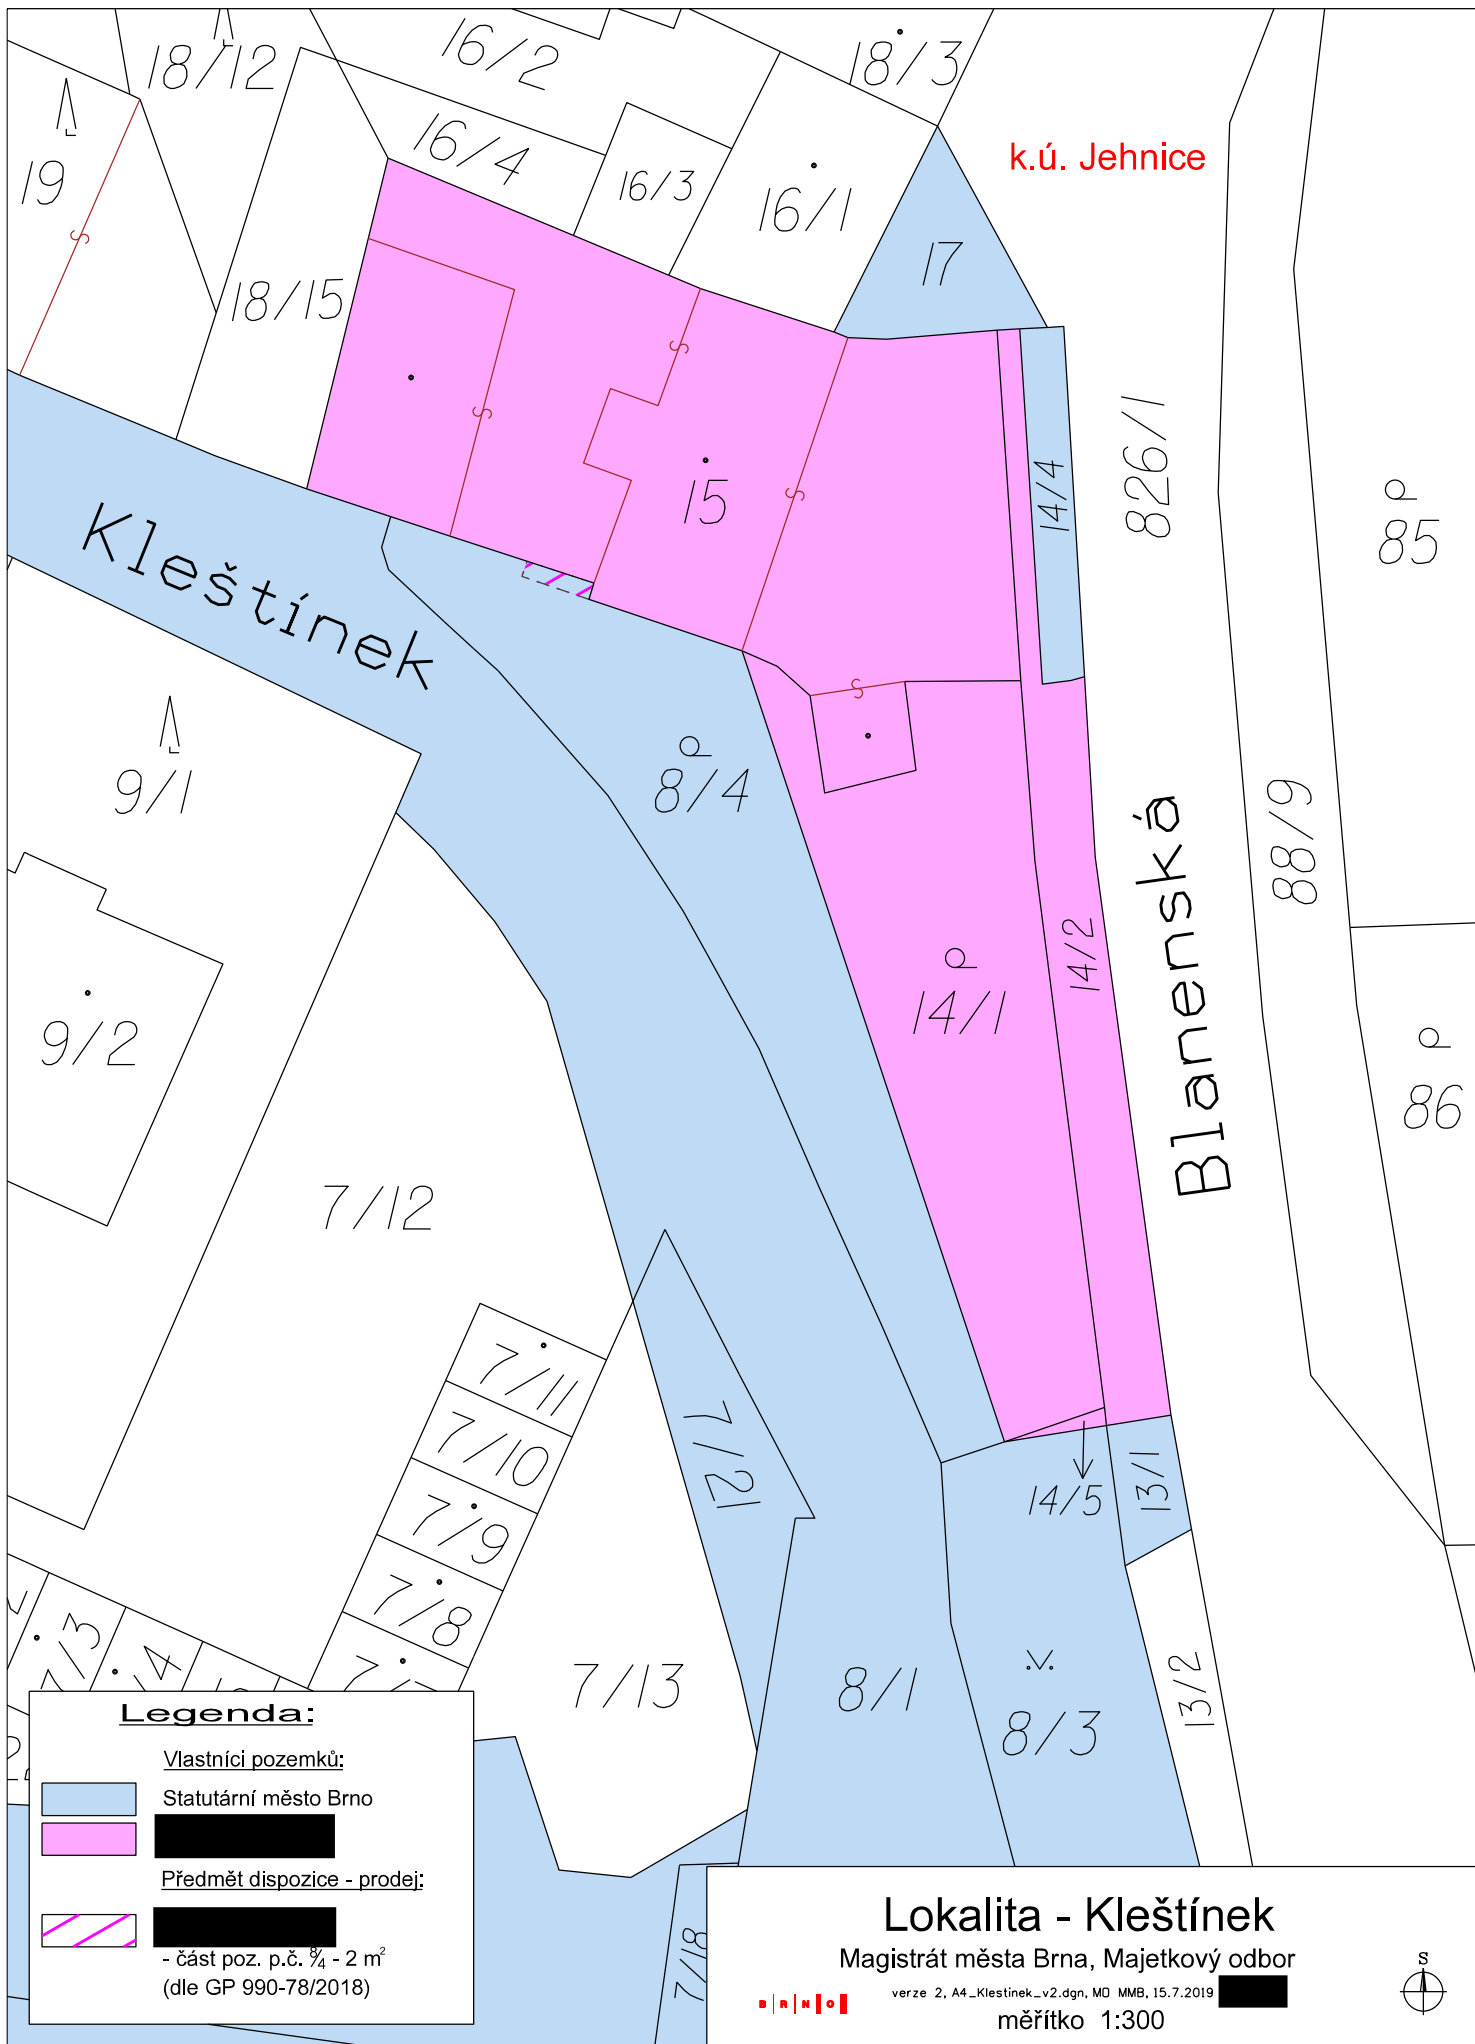 18/12
16/2
18/3
k.ú. Jehnice
19
16/4
16/3
16/1
17
18/15
826/1
14/4
15
85
Kleštínek
8/4
9/1
88/9
Blanenská
14/2
14/1
9/2
86
7/12
7/11
7/21
7/10
14/5
13/1
7/9
7/8
7/3
7/13
8/1
8/3
13/2
7/18
Legenda:
Vlastníci pozemků:
Statutární město Brno
Předmět dispozice - prodej:
- část poz. p.č. 8/4 - 2 m²
(dle GP 990-78/2018)
Lokalita - Kleštínek
Magistrát města Brna, Majetkový odbor
verze 2, A4_Klestinek_v2.dgn, MO MMB, 15.7.2019
BRNO
měřítko 1:300
S